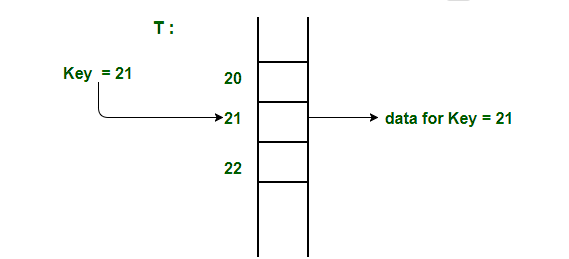 T :
Key = 21
20
21
data for Key = 21
22